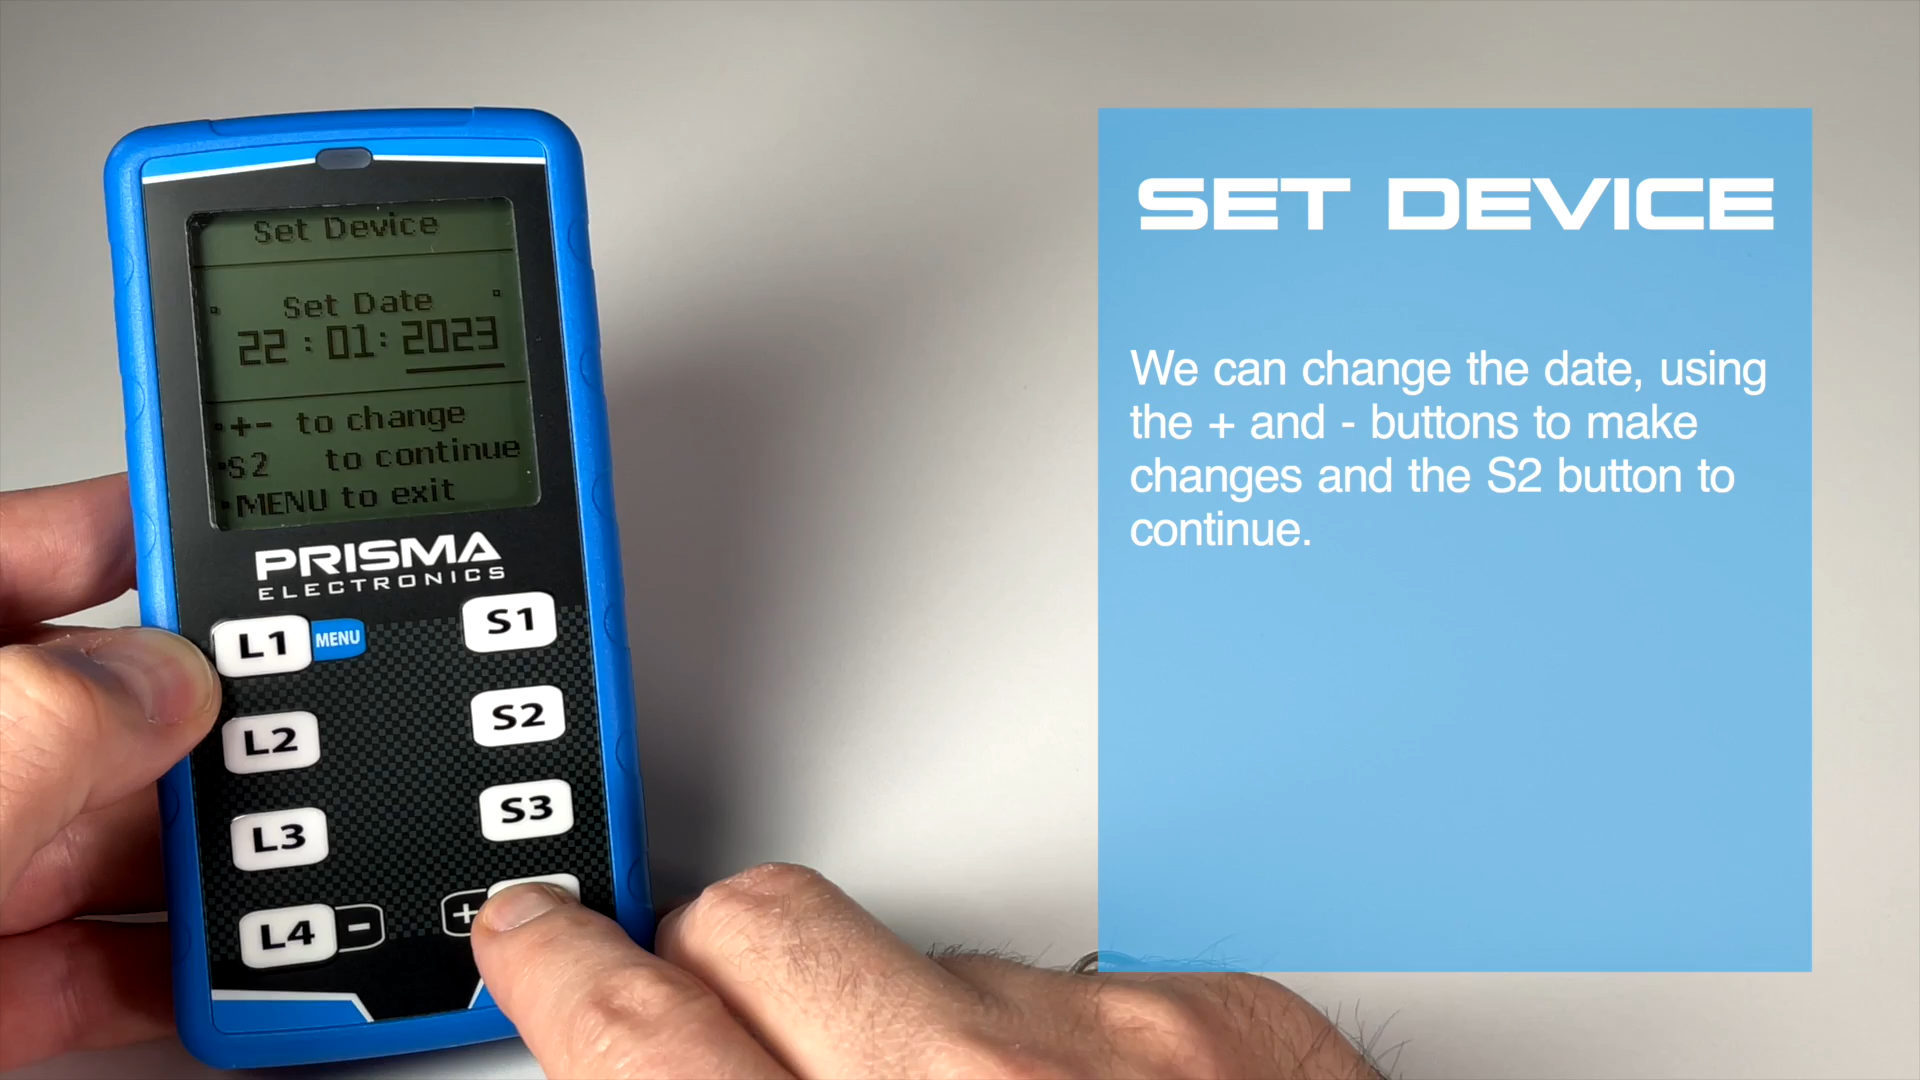 Set Device
Set Date
22 : 01 : 2023
+- to change
S2 to continue
MENU to exit
PRISMA
ELECTRONICS
L1 MENU
S1
L2
S2
L3
S3
L4 -
+
SET DEVICE
We can change the date, using
the + and - buttons to make
changes and the S2 button to
continue.